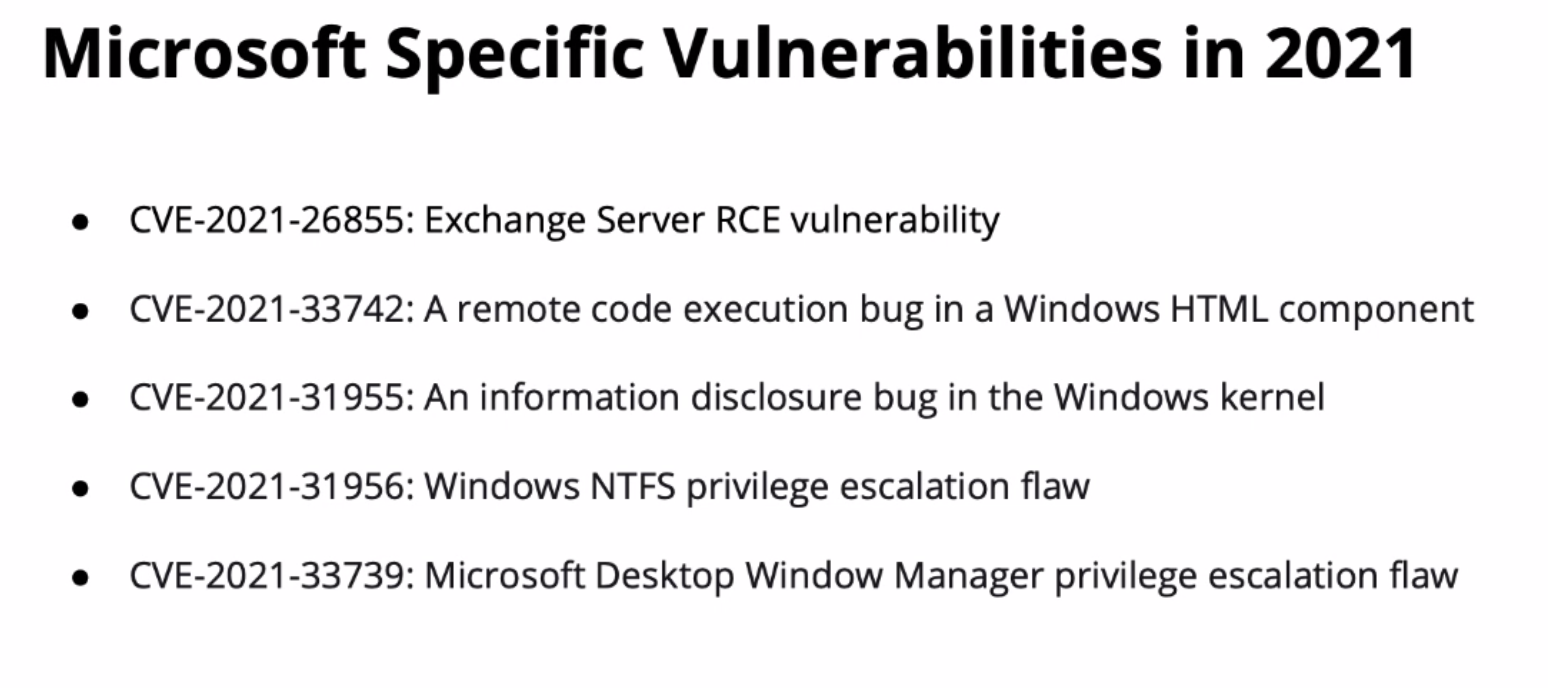 Microsoft Specific Vulnerabilities in 2021
● CVE-2021-26855: Exchange Server RCE vulnerability
● CVE-2021-33742: A remote code execution bug in a Windows HTML component
● CVE-2021-31955: An information disclosure bug in the Windows kernel
● CVE-2021-31956: Windows NTFS privilege escalation flaw
● CVE-2021-33739: Microsoft Desktop Window Manager privilege escalation flaw